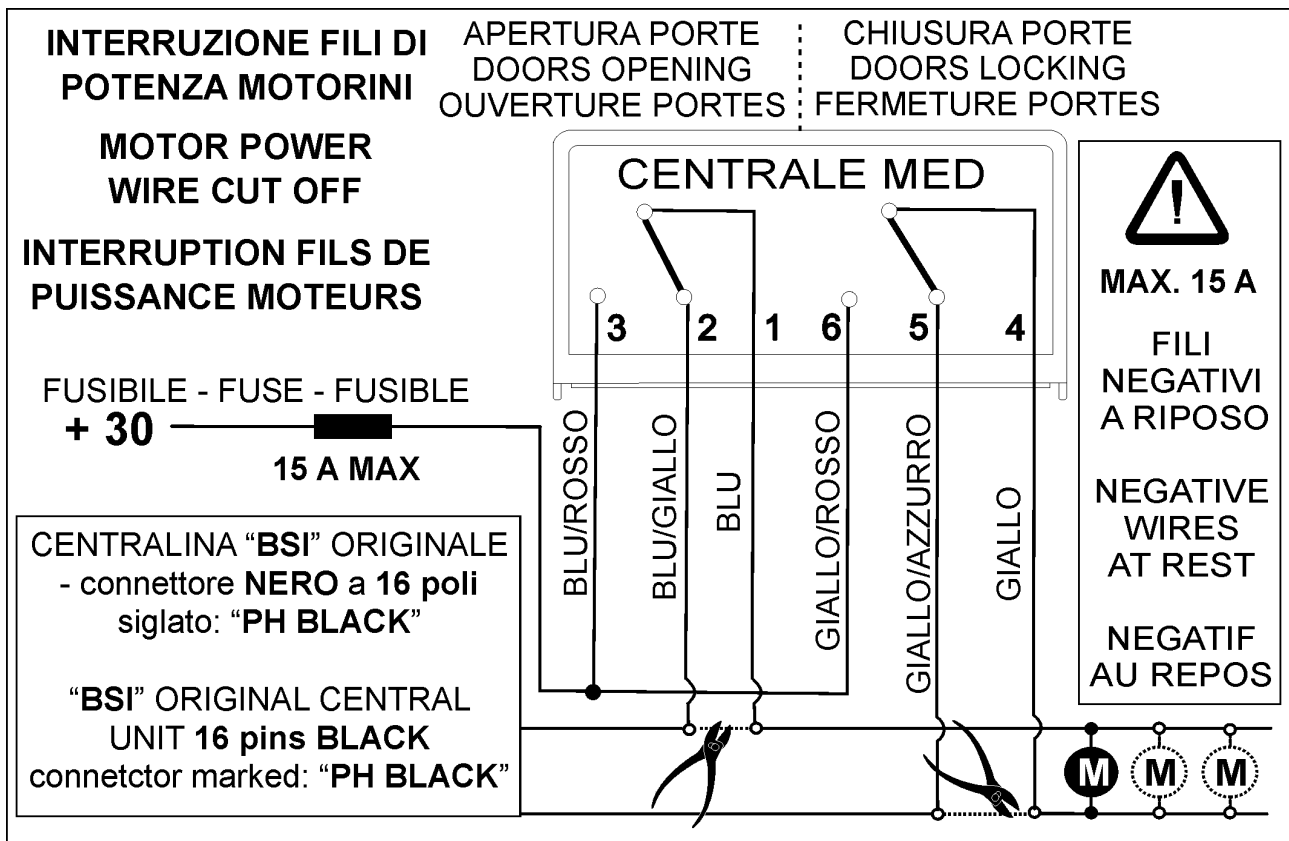 INTERRUZIONE FILI DI
POTENZA MOTORINI
MOTOR POWER
WIRE CUT OFF
INTERRUPTION FILS DE
PUISSANCE MOTEURS
APERTURA PORTE
DOORS OPENING
OUVERTURE PORTES
CHIUSURA PORTE
DOORS LOCKING
FERMETURE PORTES
CENTRALE MED
3 2 1 6 5 4
!
MAX. 15 A
FILI
NEGATIVI
A RIPOSO
NEGATIVE
WIRES
AT REST
NEGATIF
AU REPOS
FUSIBILE - FUSE - FUSIBLE
+ 30
15 A MAX
BLU/ROSSO
BLU/GIALLO
BLU
GIALLO/ROSSO
GIALLO/AZZURRO
GIALLO
CENTRALINA “BSI” ORIGINALE
- connettore NERO a 16 poli
siglato: “PH BLACK”
“BSI” ORIGINAL CENTRAL
UNIT 16 pins BLACK
connetctor marked: “PH BLACK”
M M M